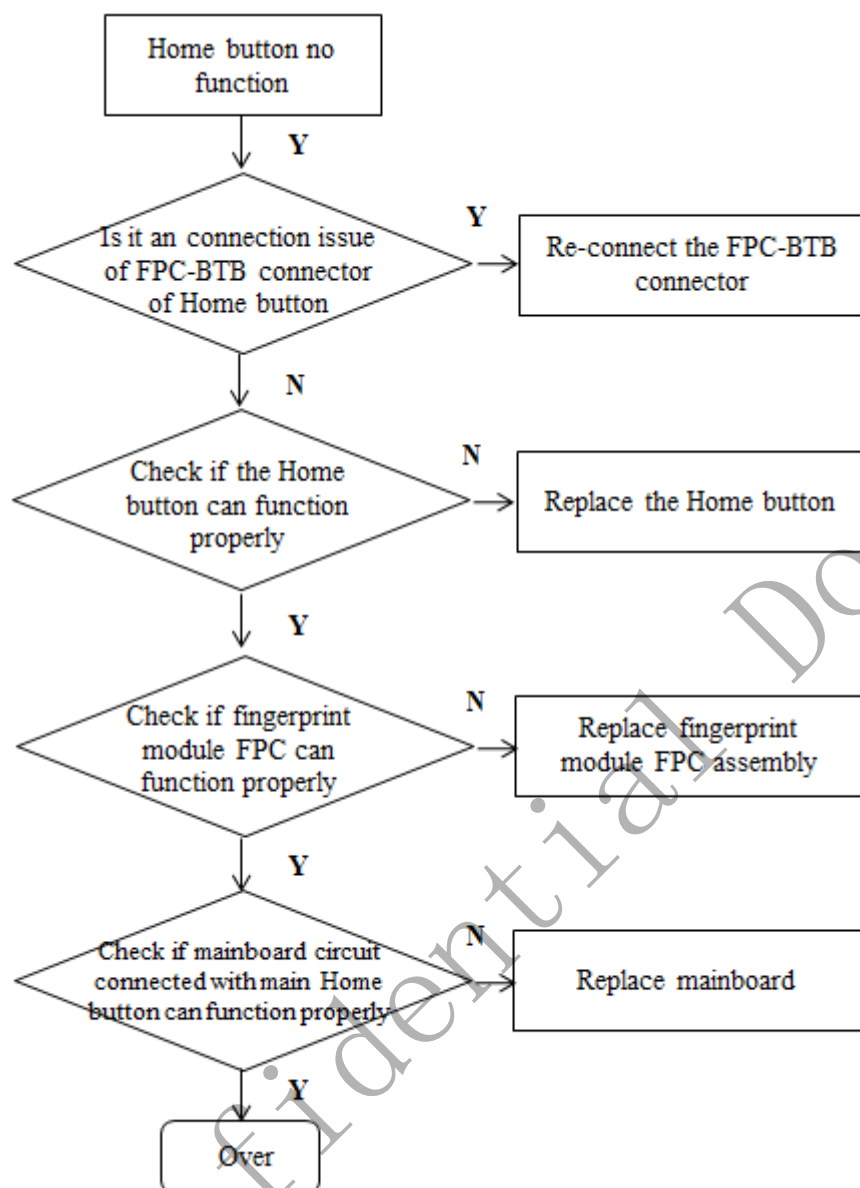 Home button no
function
Y
Is it an connection issue
of FPC-BTB connector
of Home button
Y
Re-connect the FPC-BTB
connector
N
Check if the Home
button can function
properly
N
Replace the Home button
Y
Check if fingerprint
module FPC can
function properly
N
Replace fingerprint
module FPC assembly
Y
Check if mainboard circuit
connected with main Home
button can function properly
N
Replace mainboard
Y
Over
fidential Do